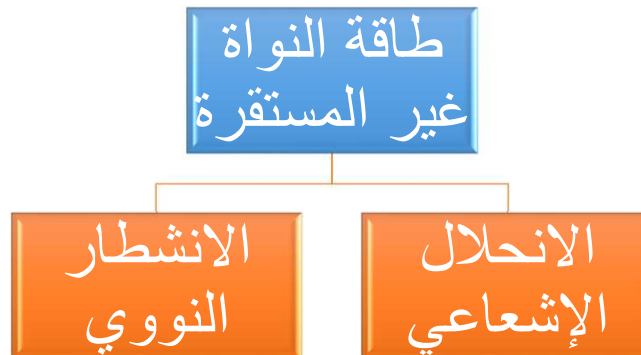 طاقة النواة
غير المستقرة
الانحلال
الإشعاعي
الانشطار
النووي